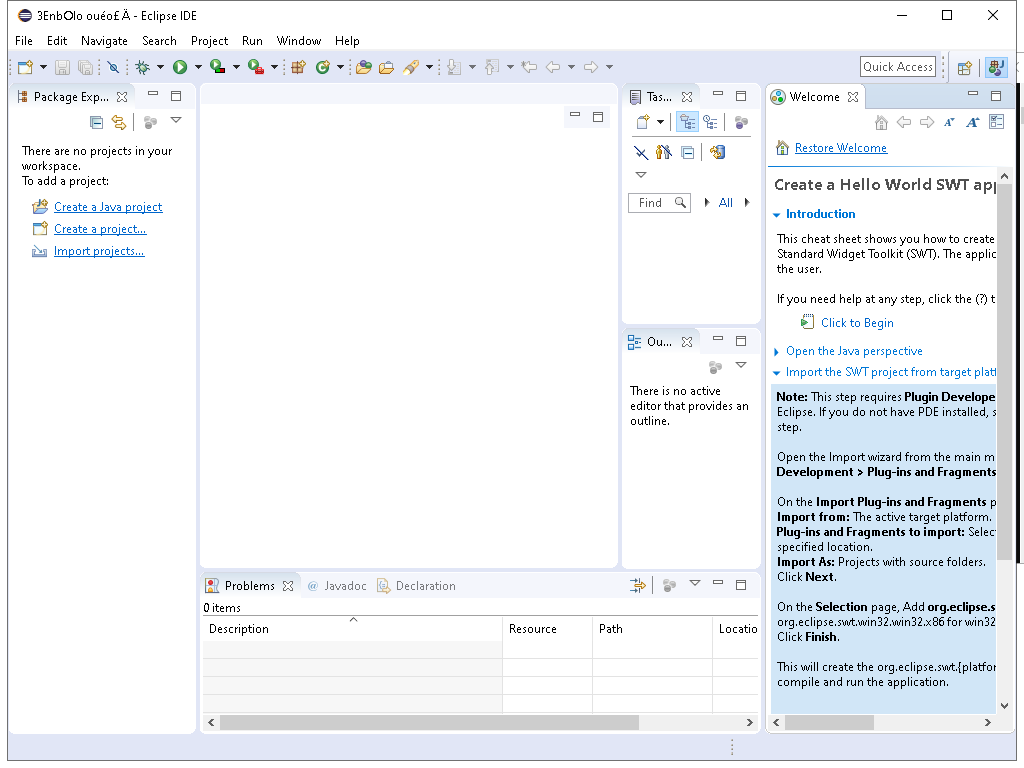 3EnbOlo ouéo£Ä - Eclipse IDE
File Edit Navigate Search Project Run Window Help
Quick Access
Package Exp...
There are no projects in your
workspace.
To add a project:
Create a Java project
Create a project...
Import projects...
Tas...
Find
All
Ou...
There is no active
editor that provides an
outline.
Problems @ Javadoc Declaration
0 items
Description Resource Path Locatio
Welcome
Restore Welcome
Create a Hello World SWT app
Introduction
This cheat sheet shows you how to create
Standard Widget Toolkit (SWT). The applic
the user.
If you need help at any step, click the (?) t
Click to Begin
Open the Java perspective
Import the SWT project from target platf
Note: This step requires Plugin Develope
Eclipse. If you do not have PDE installed, s
step.
Open the Import wizard from the main m
Development > Plug-ins and Fragments
On the Import Plug-ins and Fragments p
Import from: The active target platform.
Plug-ins and Fragments to import: Selec
specified location.
Import As: Projects with source folders.
Click Next.
On the Selection page, Add org.eclipse.s
org.eclipse.swt.win32.win32.x86 for win32
Click Finish.
This will create the org.eclipse.swt.{platfor
compile and run the application.